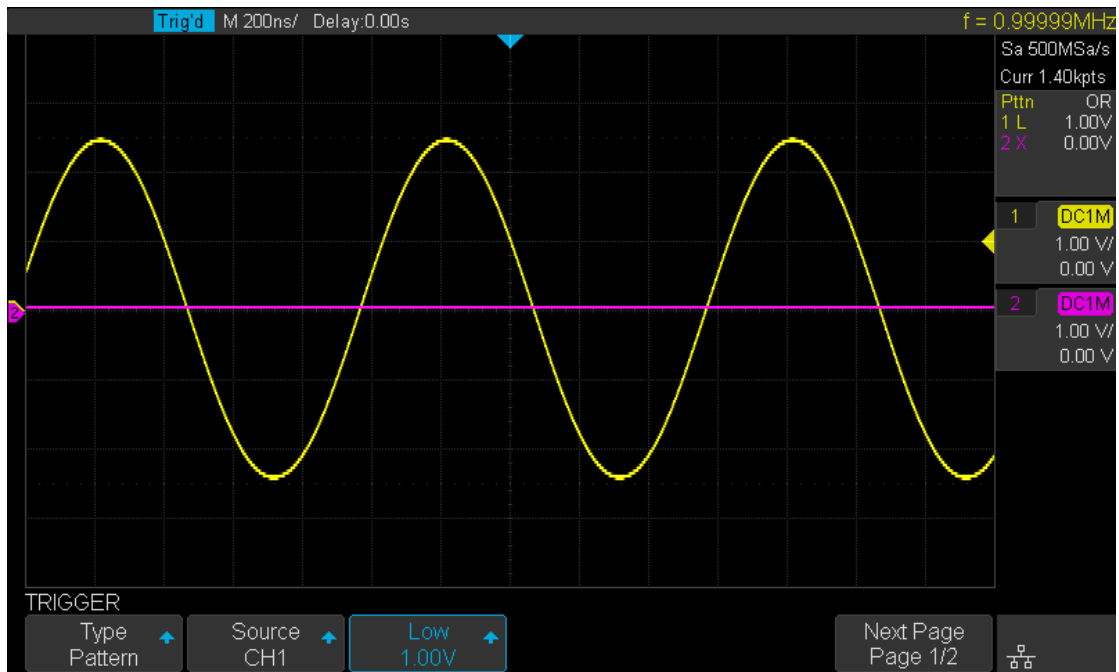 Trig'd M 200ns/ Delay:0.00s f = 0.99999MHz
Sa 500MSa/s
Curr 1.40kpts
Pttn OR
1 L 1.00V
2 X 0.00V
1 DC1M
1.00 V/
0.00 V
2 DC1M
1.00 V/
0.00 V
2
TRIGGER
Type Source Low Next Page
Pattern CH1 1.00V Page 1/2